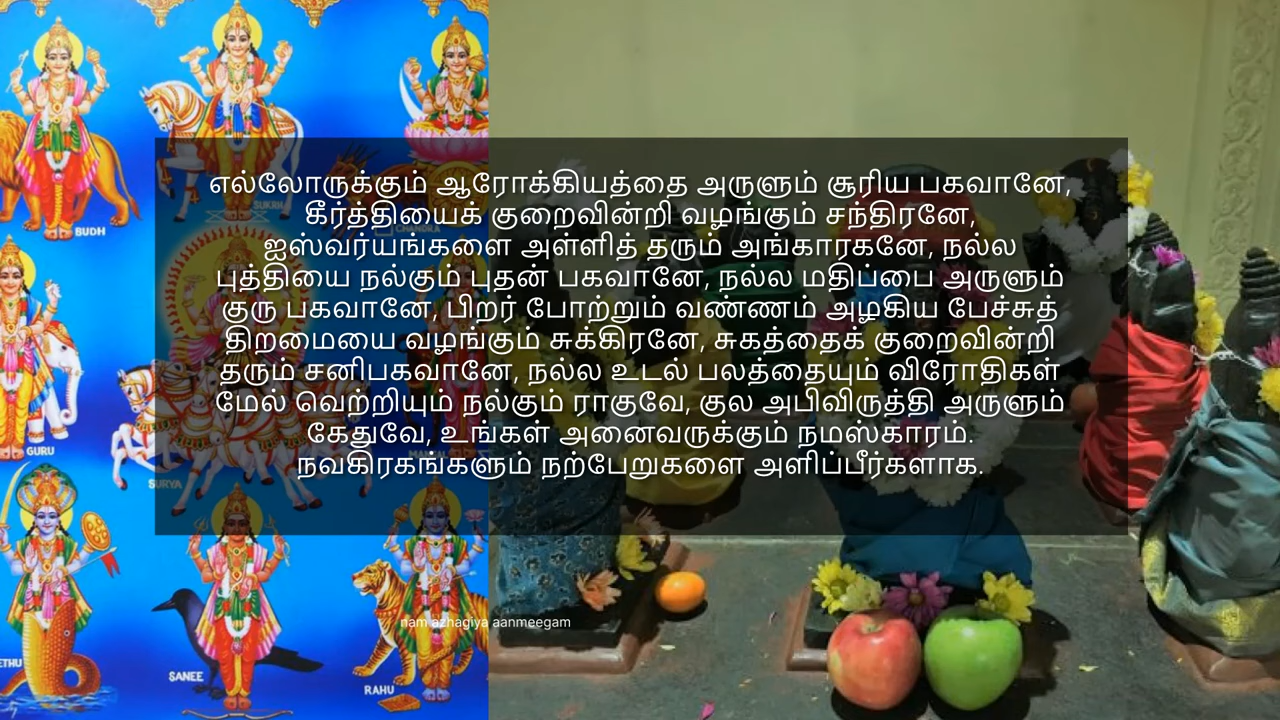 எல்லோருக்கும் ஆரோக்கியத்தை அருளும் சூரிய பகவானே,
கீர்த்தியைக் குறைவின்றி வழங்கும் சந்திரனே,
ஐஸ்வர்யங்களை அள்ளித் தரும் அங்காரகனே, நல்ல
புத்தியை நல்கும் புதன் பகவானே, நல்ல மதிப்பை அருளும்
குரு பகவானே, பிறர் போற்றும் வண்ணம் அழகிய பேச்சுத்
திறமையை வழங்கும் சுக்கிரனே, சுகத்தைக் குறைவின்றி
தரும் சனிபகவானே, நல்ல உடல் பலத்தையும் விரோதிகள்
மேல் வெற்றியும் நல்கும் ராகுவே, குல அபிவிருத்தி அருளும்
கேதுவே, உங்கள் அனைவருக்கும் நமஸ்காரம்.
நவகிரகங்களும் நற்பேறுகளை அளிப்பீர்களாக.
SUKRA
BUDH
CHANDRA
GURU
SURYA
ETHU
SANEE
RAHU
nam azhagiya aanmeegam